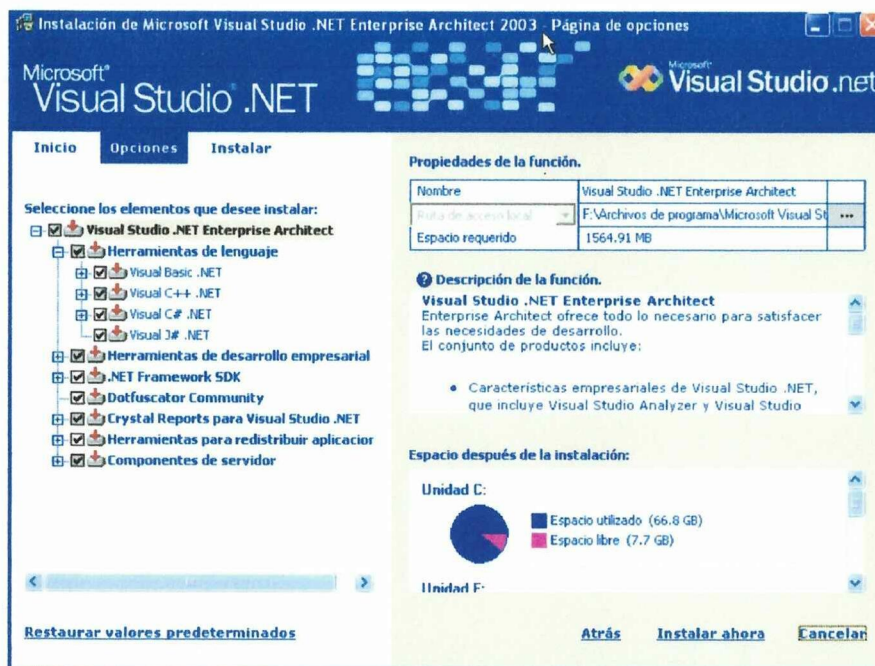 Instalación de Microsoft Visual Studio .NET Enterprise Architect 2003 - Página de opciones
Microsoft®
Visual Studio .NET
Microsoft®
Visual Studio.net
Inicio
Opciones
Instalar
Seleccione los elementos que desee instalar:
Visual Studio .NET Enterprise Architect
Herramientas de lenguaje
Visual Basic .NET
Visual C++ .NET
Visual C# .NET
Visual J# .NET
Herramientas de desarrollo empresarial
.NET Framework SDK
Dotfuscator Community
Crystal Reports para Visual Studio .NET
Herramientas para redistribuir aplicacior
Componentes de servidor
Restaurar valores predeterminados
Propiedades de la función.
Nombre Visual Studio .NET Enterprise Architect
Ruta de acceso local F:\Archivos de programa\Microsoft Visual St ...
Espacio requerido 1564.91 MB
Descripción de la función.
Visual Studio .NET Enterprise Architect
Enterprise Architect ofrece todo lo necesario para satisfacer
las necesidades de desarrollo.
El conjunto de productos incluye:
• Características empresariales de Visual Studio .NET,
que incluye Visual Studio Analyzer y Visual Studio
Espacio después de la instalación:
Unidad C:
Espacio utilizado (66.8 GB)
Espacio libre (7.7 GB)
Atrás
Instalar ahora
Cancelar